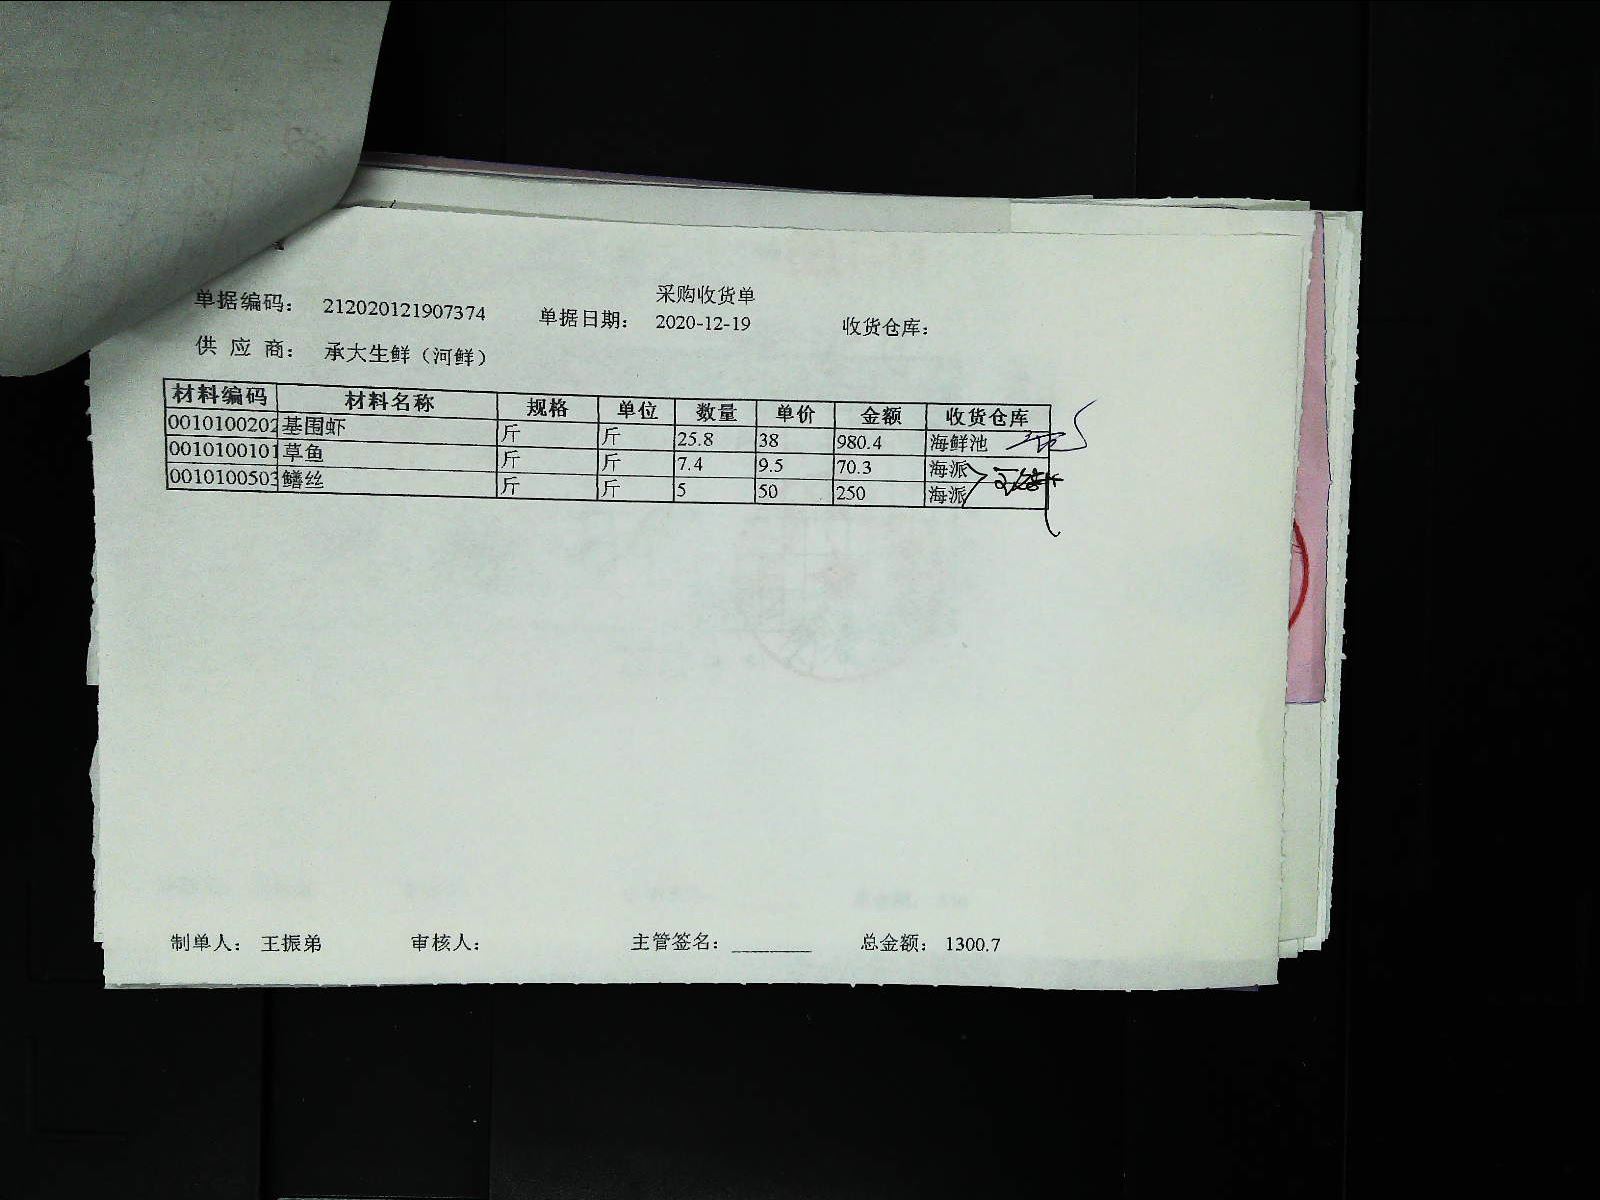 采购收货单
单据编码： 212020121907374 单据日期： 2020-12-19 收货仓库：
供 应 商： 承大生鲜（河鲜）
材料编码 材料名称 规格 单位 数量 单价 金额 收货仓库
0010100202 基围虾 斤 斤 25.8 38 980.4 海鲜池
0010100101 草鱼 斤 斤 7.4 9.5 70.3 海派
0010100503 鳝丝 斤 斤 5 50 250 海派
制单人： 王振弟 审核人： 主管签名： ________ 总金额： 1300.7